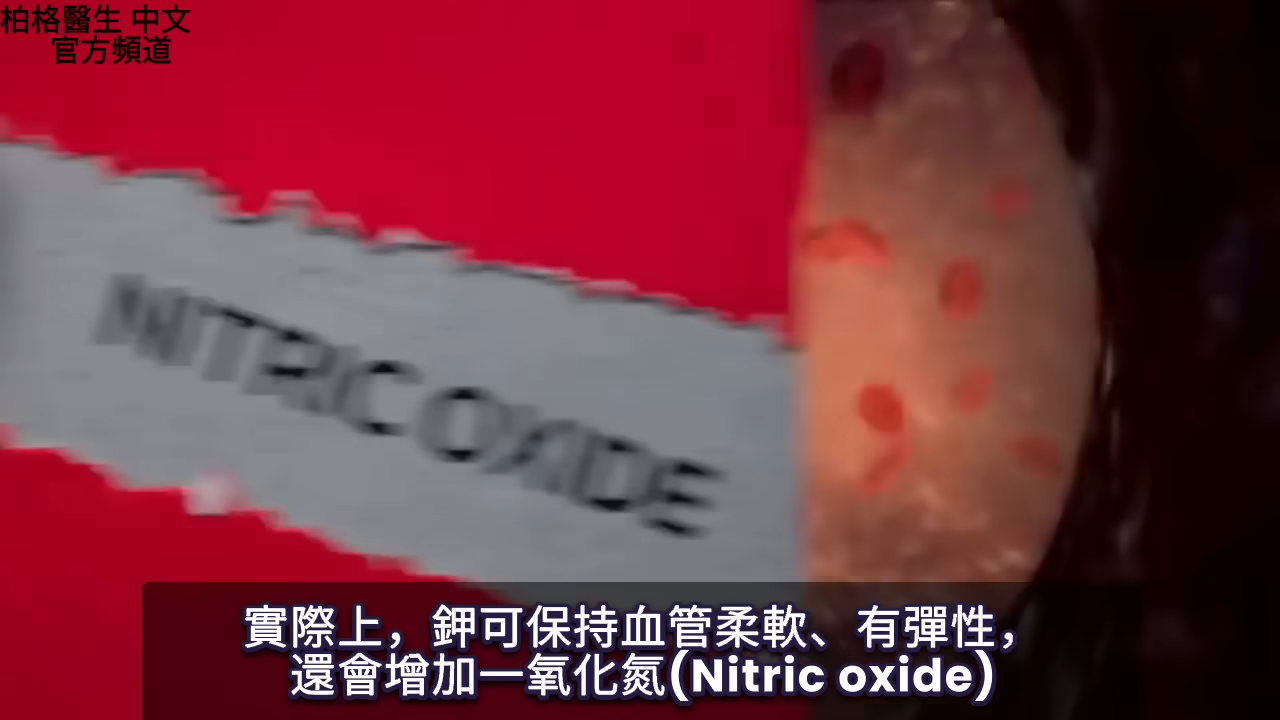 柏格醫生 中文
官方頻道
NITRIC OXIDE
實際上，鉀可保持血管柔軟、有彈性，
還會增加一氧化氮(Nitric oxide)